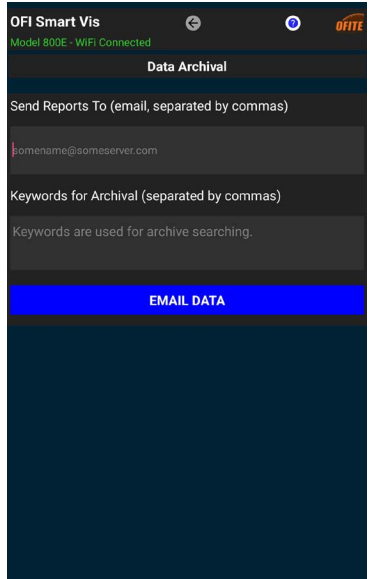 OFI Smart Vis
?
OFITE
Model 800E - WiFi Connected
Data Archival
Send Reports To (email, separated by commas)
somename@someserver.com
Keywords for Archival (separated by commas)
Keywords are used for archive searching.
EMAIL DATA